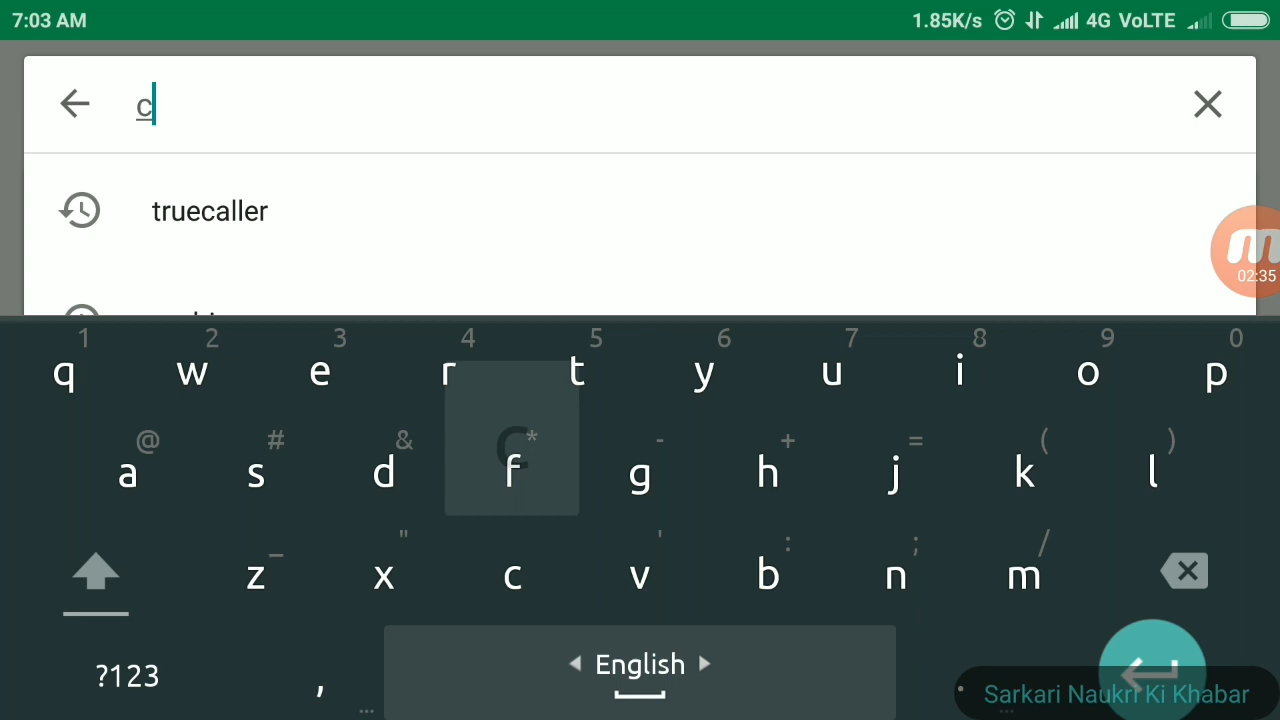 7:03 AM
1.85K/s 4G VoLTE
c
truecaller
02:35
1 2 3 4 5 6 7 8 9 0
q w e r t y u i o p
@ # & * - + = ( )
a s d f g h j k l
C
_ " ' : ; /
z x c v b n m
?123 , English
Sarkari Naukri Ki Khabar